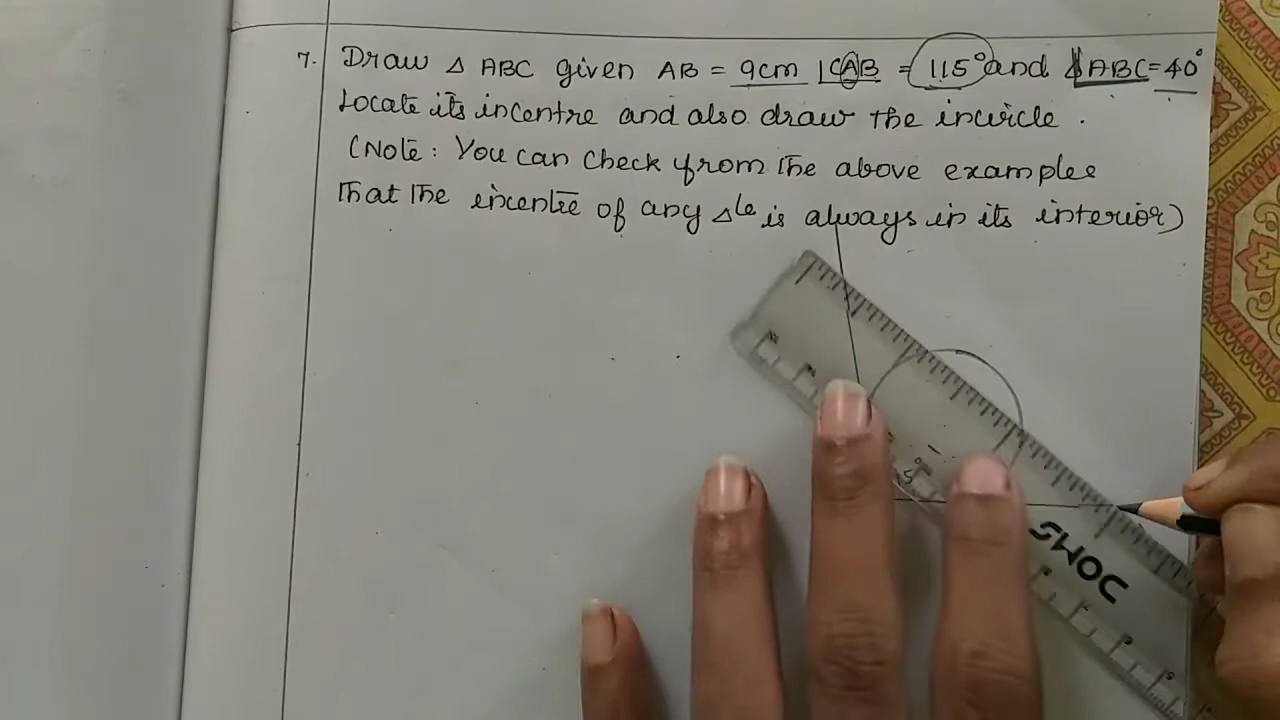 7. Draw △ ABC given AB = 9cm ∠CAB = 115° and ∠ABC = 40°
Locate its incentre and also draw the incircle.
(Note: You can check from the above examples
that the incentre of any △le is always in its interior)
DOMS